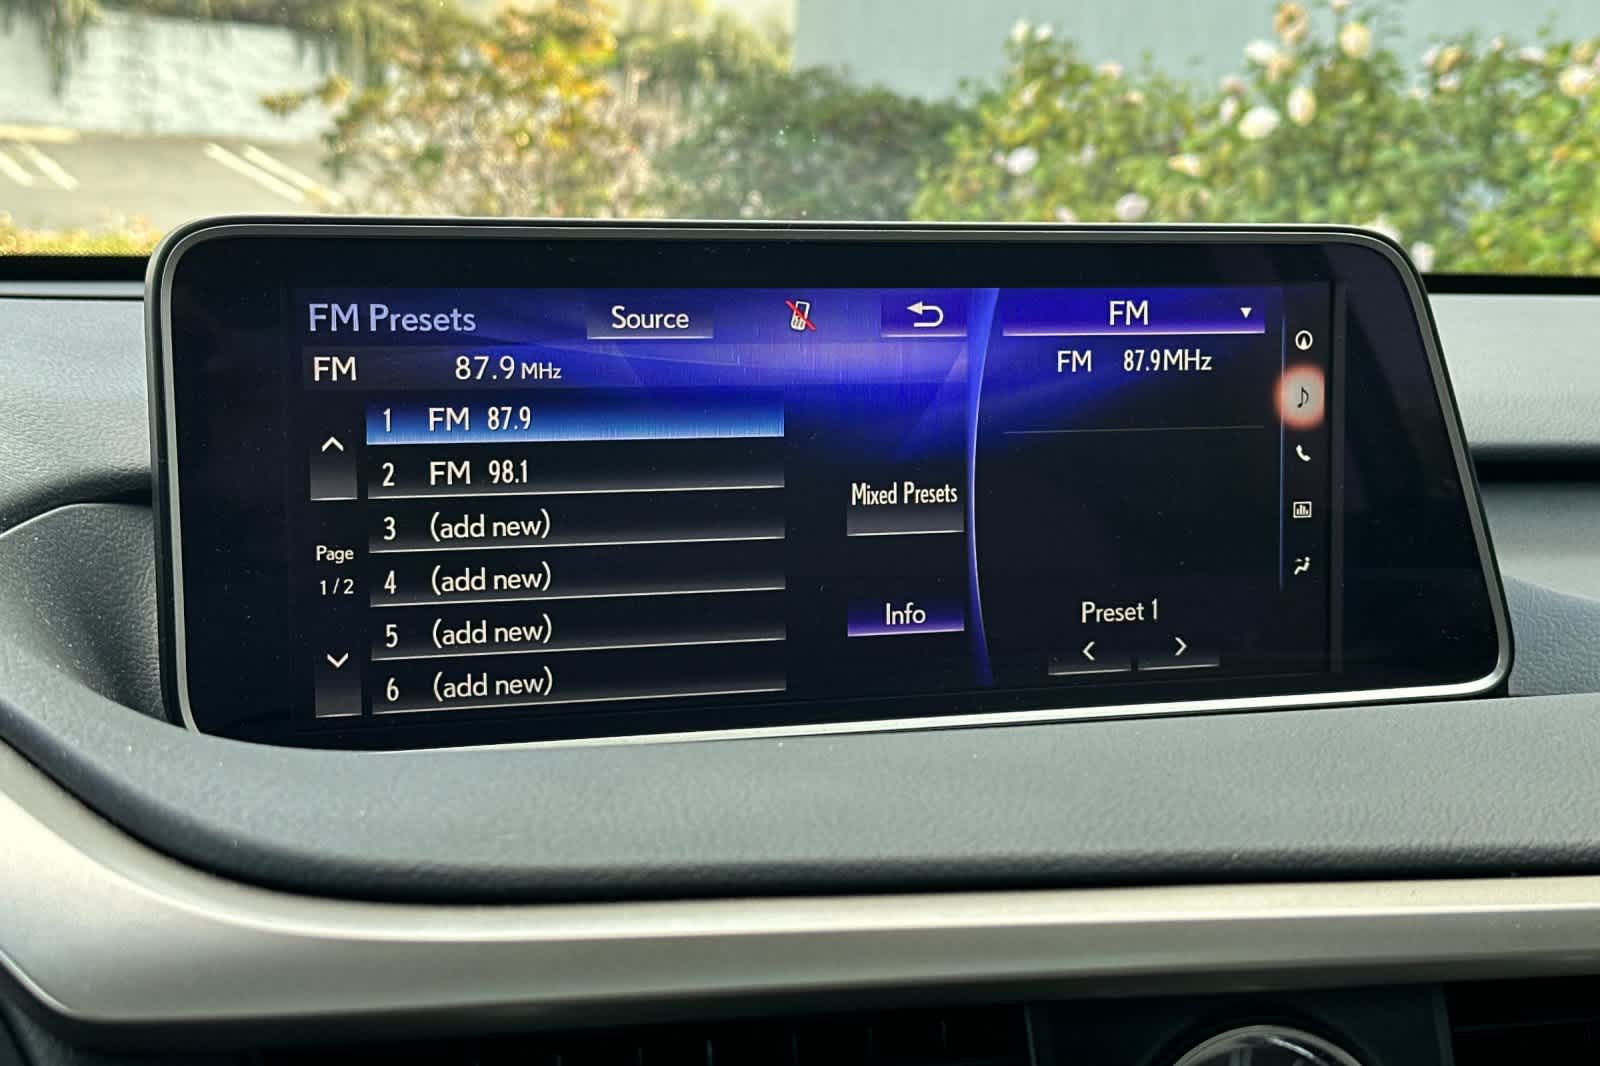 FM Presets
Source
FM 87.9 MHz
1 FM 87.9
2 FM 98.1
3 (add new)
4 (add new)
5 (add new)
6 (add new)
Page
1/2
Mixed Presets
Info
FM
FM 87.9MHz
Preset 1